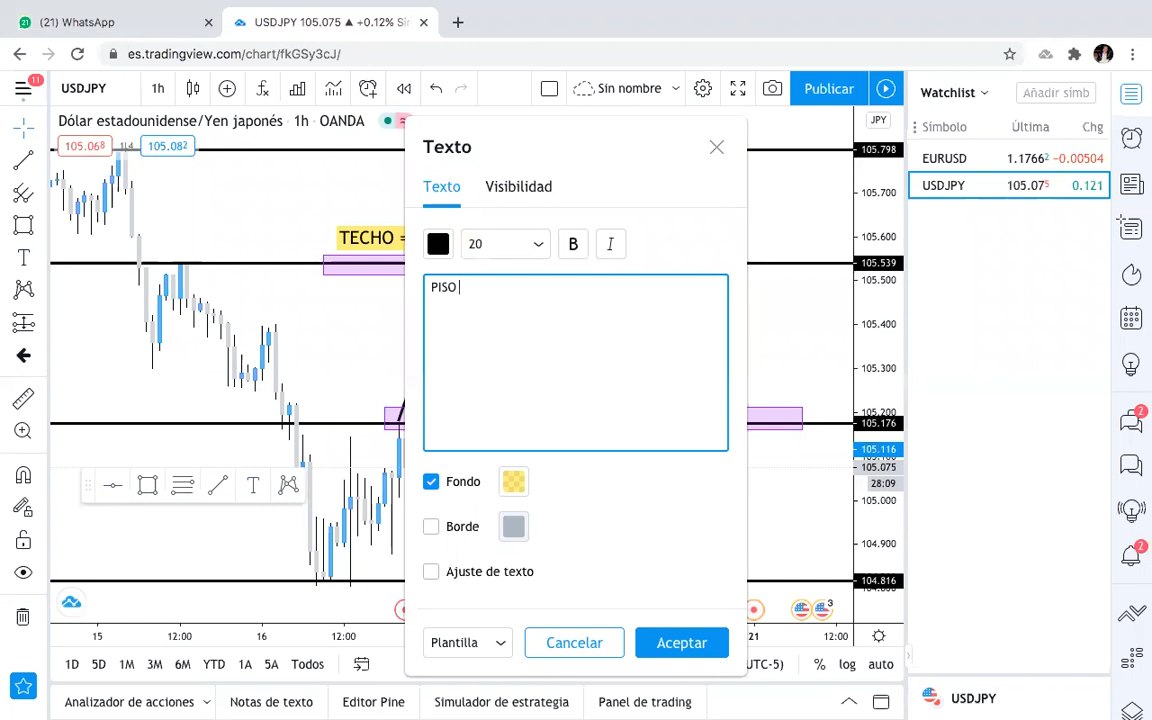 (21) WhatsApp
USDJPY 105.075 ▲ +0.12% Sin
es.tradingview.com/chart/fkGSy3cJ/
11
USDJPY
1h
Sin nombre
Publicar
Watchlist
Añadir símb
Dólar estadounidense/Yen japonés · 1h · OANDA
105.068
105.082
JPY
Símbolo
Última
Chg
EURUSD
1.17662
−0.00504
USDJPY
105.075
0.121
Texto
Texto
Visibilidad
20
B
I
PISO
Fondo
Borde
Ajuste de texto
Plantilla
Cancelar
Aceptar
TECHO =
105.798
105.700
105.600
105.539
105.400
105.300
105.200
105.176
105.116
105.075
28:09
105.000
104.900
104.816
15
12:00
16
12:00
21
12:00
3
2
2
1D
5D
1M
3M
6M
YTD
1A
5A
Todos
(UTC-5)
%
log
auto
Analizador de acciones
Notas de texto
Editor Pine
Simulador de estrategia
Panel de trading
USDJPY